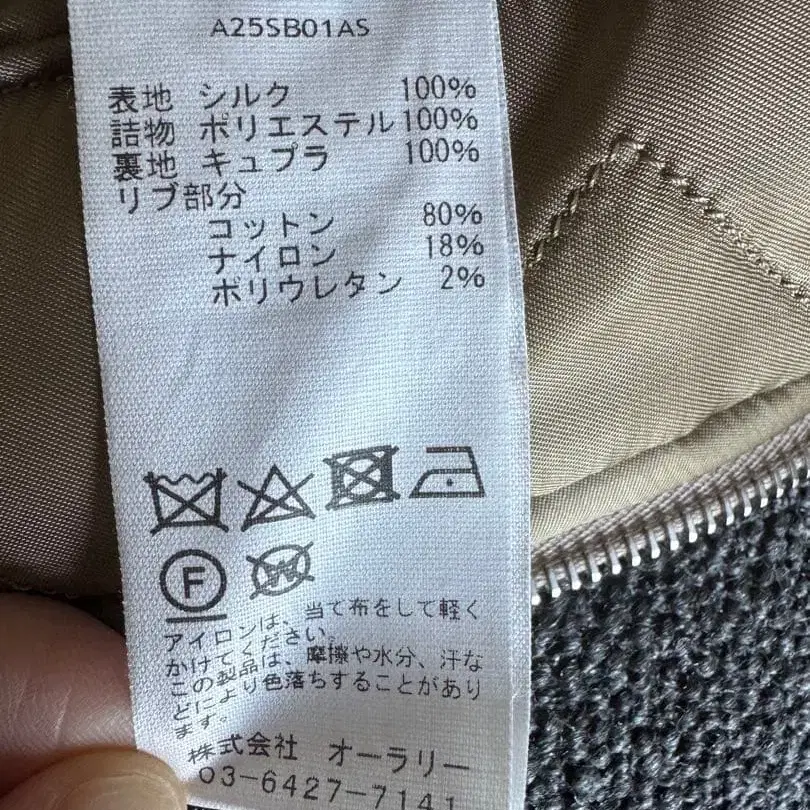 A25SB01AS
表地 シルク 100%
詰物 ポリエステル 100%
裏地 キュプラ 100%
リブ部分
コットン 80%
ナイロン 18%
ポリウレタン 2%
F
W
アイロンは、当て布をして軽く
かけてください。
この製品は、摩擦や水分、汗な
どにより色落ちすることがあり
ます。
株式会社 オーラリー
03-6427-7141